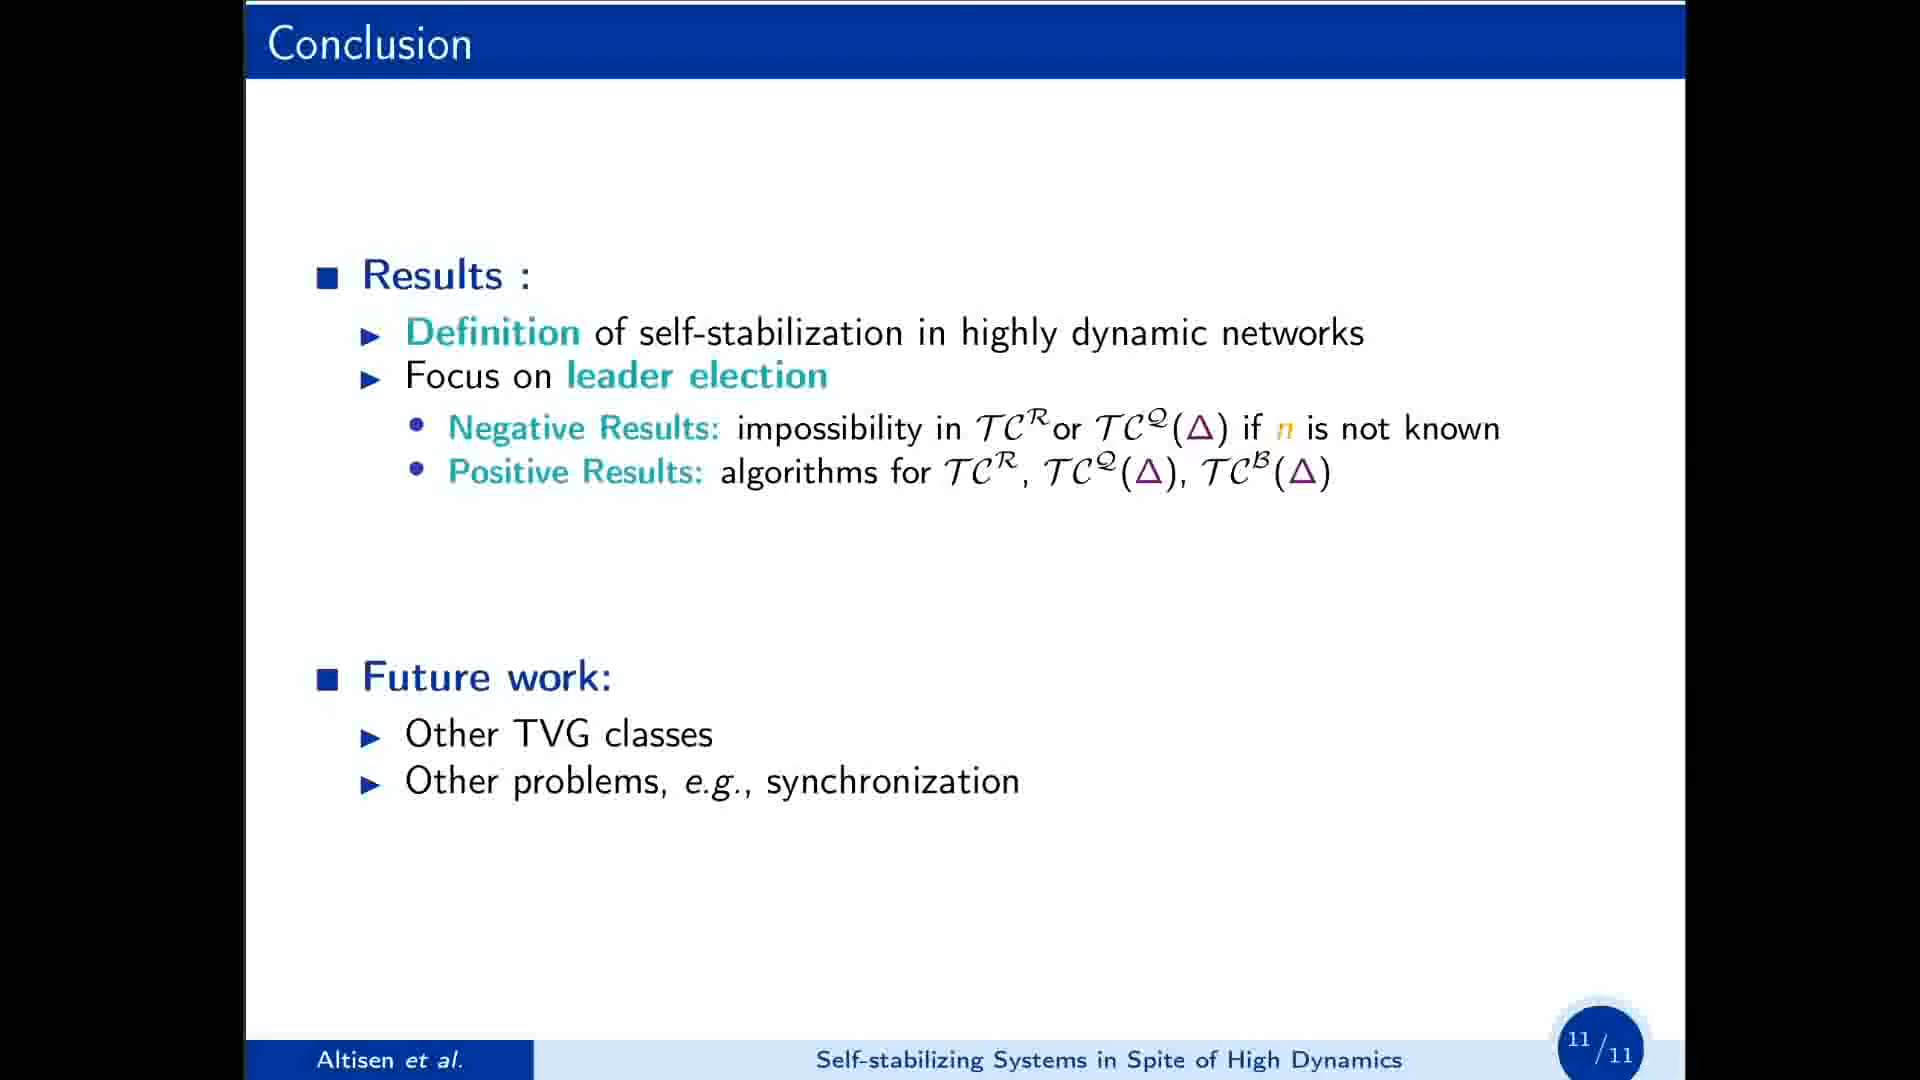 Conclusion
Results :
Definition of self-stabilization in highly dynamic networks
Focus on leader election
Negative Results: impossibility in 𝒯𝒞^ℛ or 𝒯𝒞^𝒬(Δ) if n is not known
Positive Results: algorithms for 𝒯𝒞^ℛ, 𝒯𝒞^𝒬(Δ), 𝒯𝒞^ℬ(Δ)
Future work:
Other TVG classes
Other problems, e.g., synchronization
Altisen et al.
Self-stabilizing Systems in Spite of High Dynamics
11/11